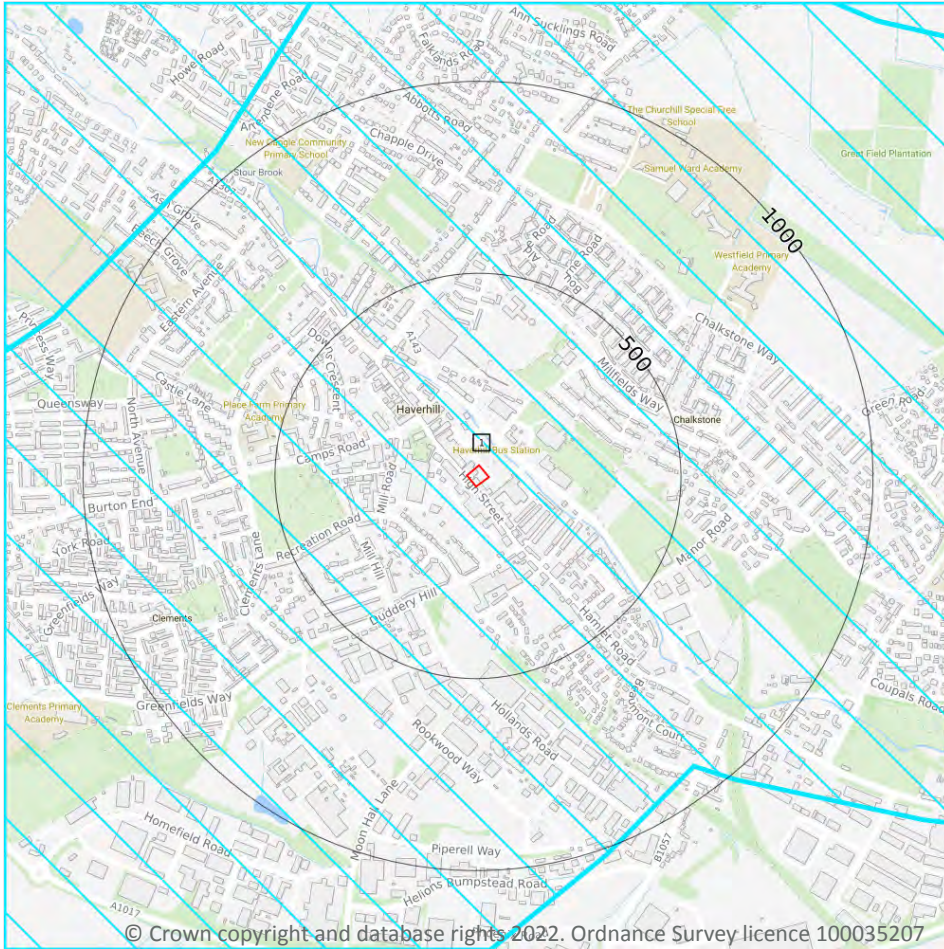 Ann Sucklings Road
Falklands Road
Howe Road
Arrendene Road
Abbotts Road
Chapple Drive
The Churchill Special Free
School
New Cangle Community
Primary School
Samuel Ward Academy
Great Field Plantation
Stour Brook
A1307
Ash Grove
Beech Grove
1000
Westfield Primary
Academy
Eastern Avenue
Chalkstone Way
Downs Crescent
A143
500
Millfields Way
Castle Lane
Queensway
North Avenue
Place Farm Primary
Academy
Haverhill
Chalkstone
Green Road
1
Haverhill Bus Station
Camps Road
Mill Road
High Street
Burton End
York Road
Recreation Road
Manor Road
Clements Lane
Mill Hill
Greenfields Way
Clements
Duddery Hill
Hamlet Road
Greenfields Way
Clements Primary
Academy
Beaumont Court
Coupals Road
Hollands Road
Rookwood Way
Moon Hall Lane
Homefield Road
Piperell Way
B1057
Helions Bumpstead Road
A1017
© Crown copyright and database rights 2022. Ordnance Survey licence 100035207